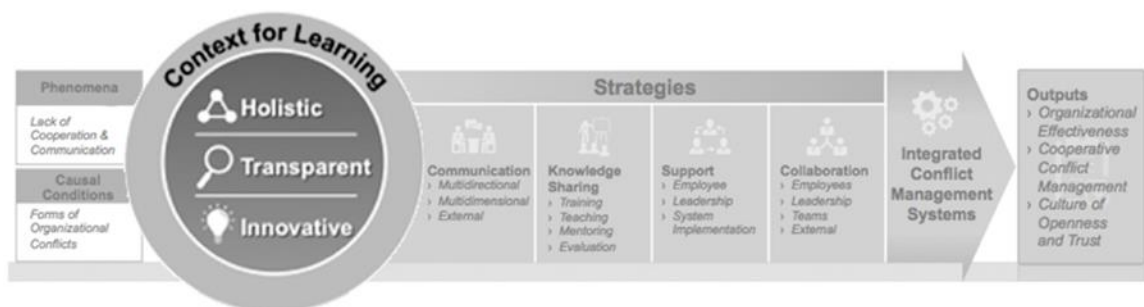 Phenomena
Lack of
Cooperation &
Communication
Causal
Conditions
Forms of
Organizational
Conflicts
Context for Learning
Holistic
Transparent
Innovative
Strategies
Communication
› Multidirectional
› Multidimensional
› External
Knowledge
Sharing
› Training
› Teaching
› Mentoring
› Evaluation
Support
› Employee
› Leadership
› System
Implementation
Collaboration
› Employees
› Leadership
› Teams
› External
Integrated
Conflict
Management
Systems
Outputs
› Organizational
Effectiveness
› Cooperative
Conflict
Management
› Culture of
Openness
and Trust